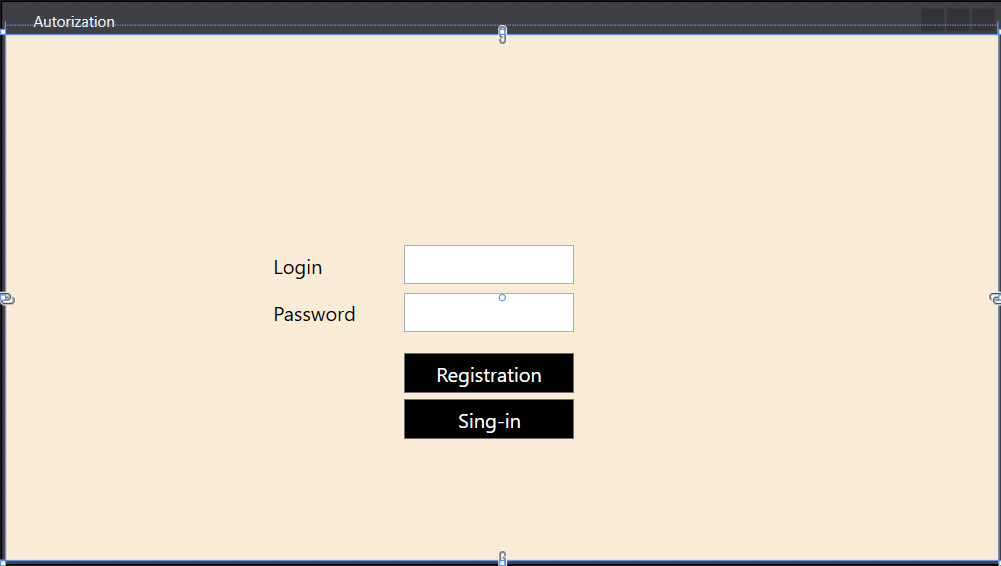 Autorization
Login
Password
Registration
Sing-in